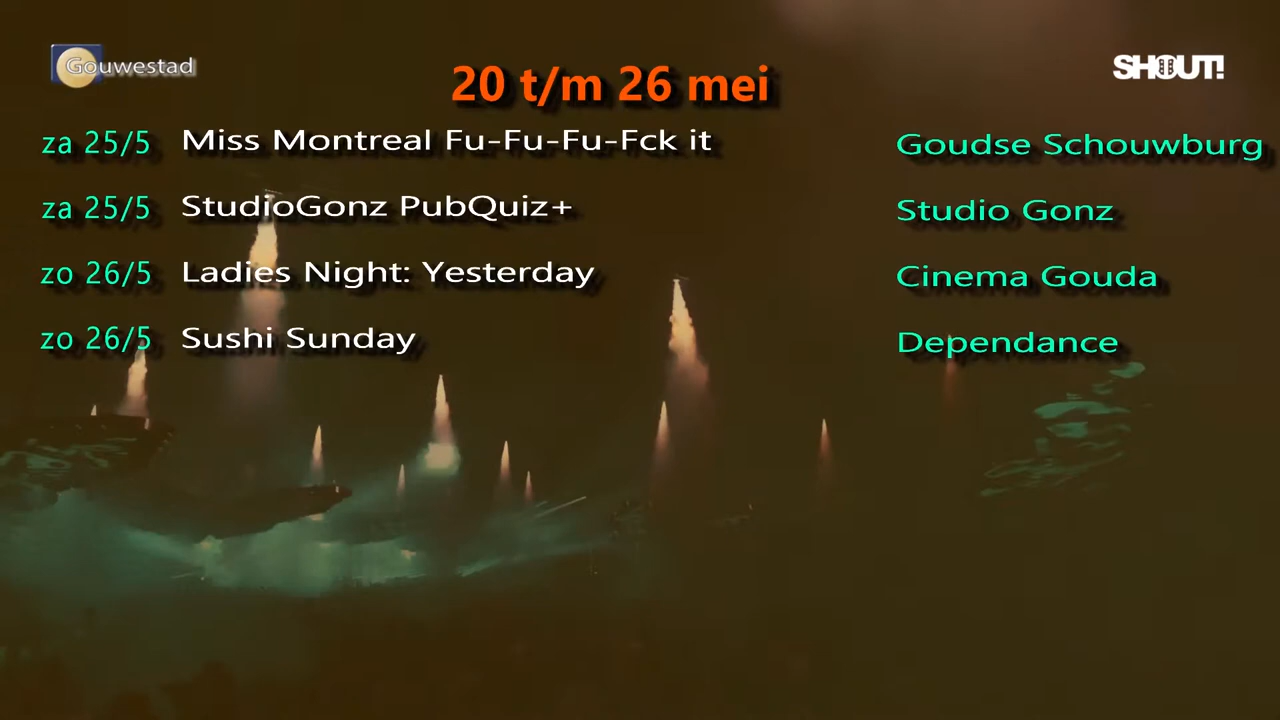 Gouwestad
SHOUT!
20 t/m 26 mei
za 25/5 Miss Montreal Fu-Fu-Fu-Fck it Goudse Schouwburg
za 25/5 StudioGonz PubQuiz+ Studio Gonz
zo 26/5 Ladies Night: Yesterday Cinema Gouda
zo 26/5 Sushi Sunday Dependance